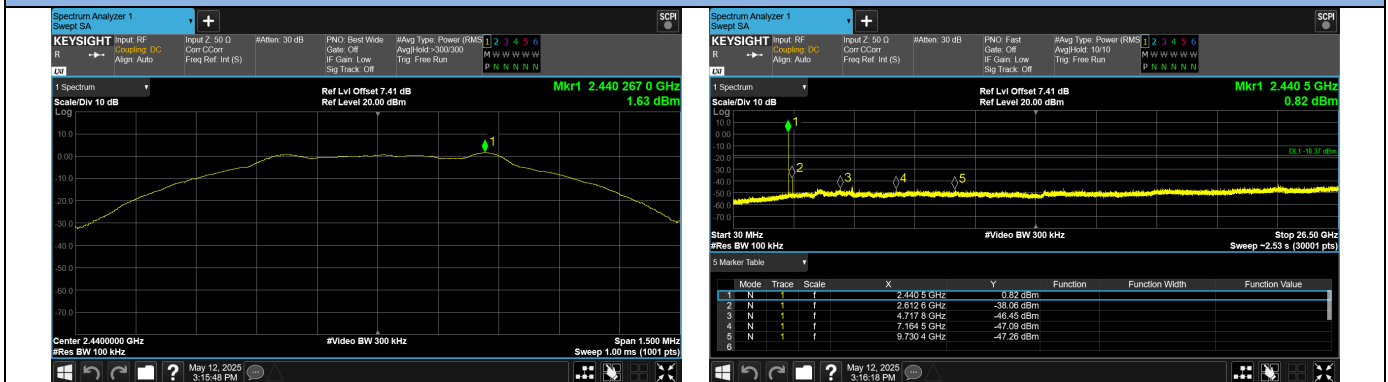 Spectrum Analyzer 1
Swept SA
SCPI
KEYSIGHT Input: RF Input Z: 50 Ω #Atten: 30 dB PNO: Best Wide #Avg Type: Power (RMS 1 2 3 4 5 6
R Coupling: DC Corr CCorr Gate: Off Avg|Hold:>300/300 M W W W W W
Align: Auto Freq Ref: Int (S) IF Gain: Low Trig: Free Run
LXI Sig Track: Off P N N N N N
1 Spectrum Ref Lvl Offset 7.41 dB Mkr1 2.440 267 0 GHz
Scale/Div 10 dB Ref Level 20.00 dBm 1.63 dBm
Log
1
10.0
0.00
-10.0
-20.0
-30.0
-40.0
-50.0
-60.0
-70.0
Center 2.4400000 GHz #Video BW 300 kHz Span 1.500 MHz
#Res BW 100 kHz Sweep 1.00 ms (1001 pts)
May 12, 2025
3:15:48 PM
Spectrum Analyzer 1
Swept SA
SCPI
KEYSIGHT Input: RF Input Z: 50 Ω #Atten: 30 dB PNO: Fast #Avg Type: Power (RMS 1 2 3 4 5 6
R Coupling: DC Corr CCorr Gate: Off Avg|Hold: 10/10 M W W W W W
Align: Auto Freq Ref: Int (S) IF Gain: Low Trig: Free Run
LXI Sig Track: Off P N N N N N
1 Spectrum Ref Lvl Offset 7.41 dB Mkr1 2.440 5 GHz
Scale/Div 10 dB Ref Level 20.00 dBm 0.82 dBm
Log
10.0 1
0.00
-10.0
-20.0 DL1 -18.37 dBm
-30.0 2
-40.0 3 4 5
-50.0
-60.0
-70.0
Start 30 MHz #Video BW 300 kHz Stop 26.50 GHz
#Res BW 100 kHz Sweep ~2.53 s (30001 pts)
5 Marker Table
Mode Trace Scale X Y Function Function Width Function Value
1 N 1 f 2.440 5 GHz 0.82 dBm
2 N 1 f 2.612 6 GHz -38.06 dBm
3 N 1 f 4.717 8 GHz -46.45 dBm
4 N 1 f 7.164 5 GHz -47.09 dBm
5 N 1 f 9.730 4 GHz -47.26 dBm
6
May 12, 2025
3:16:18 PM